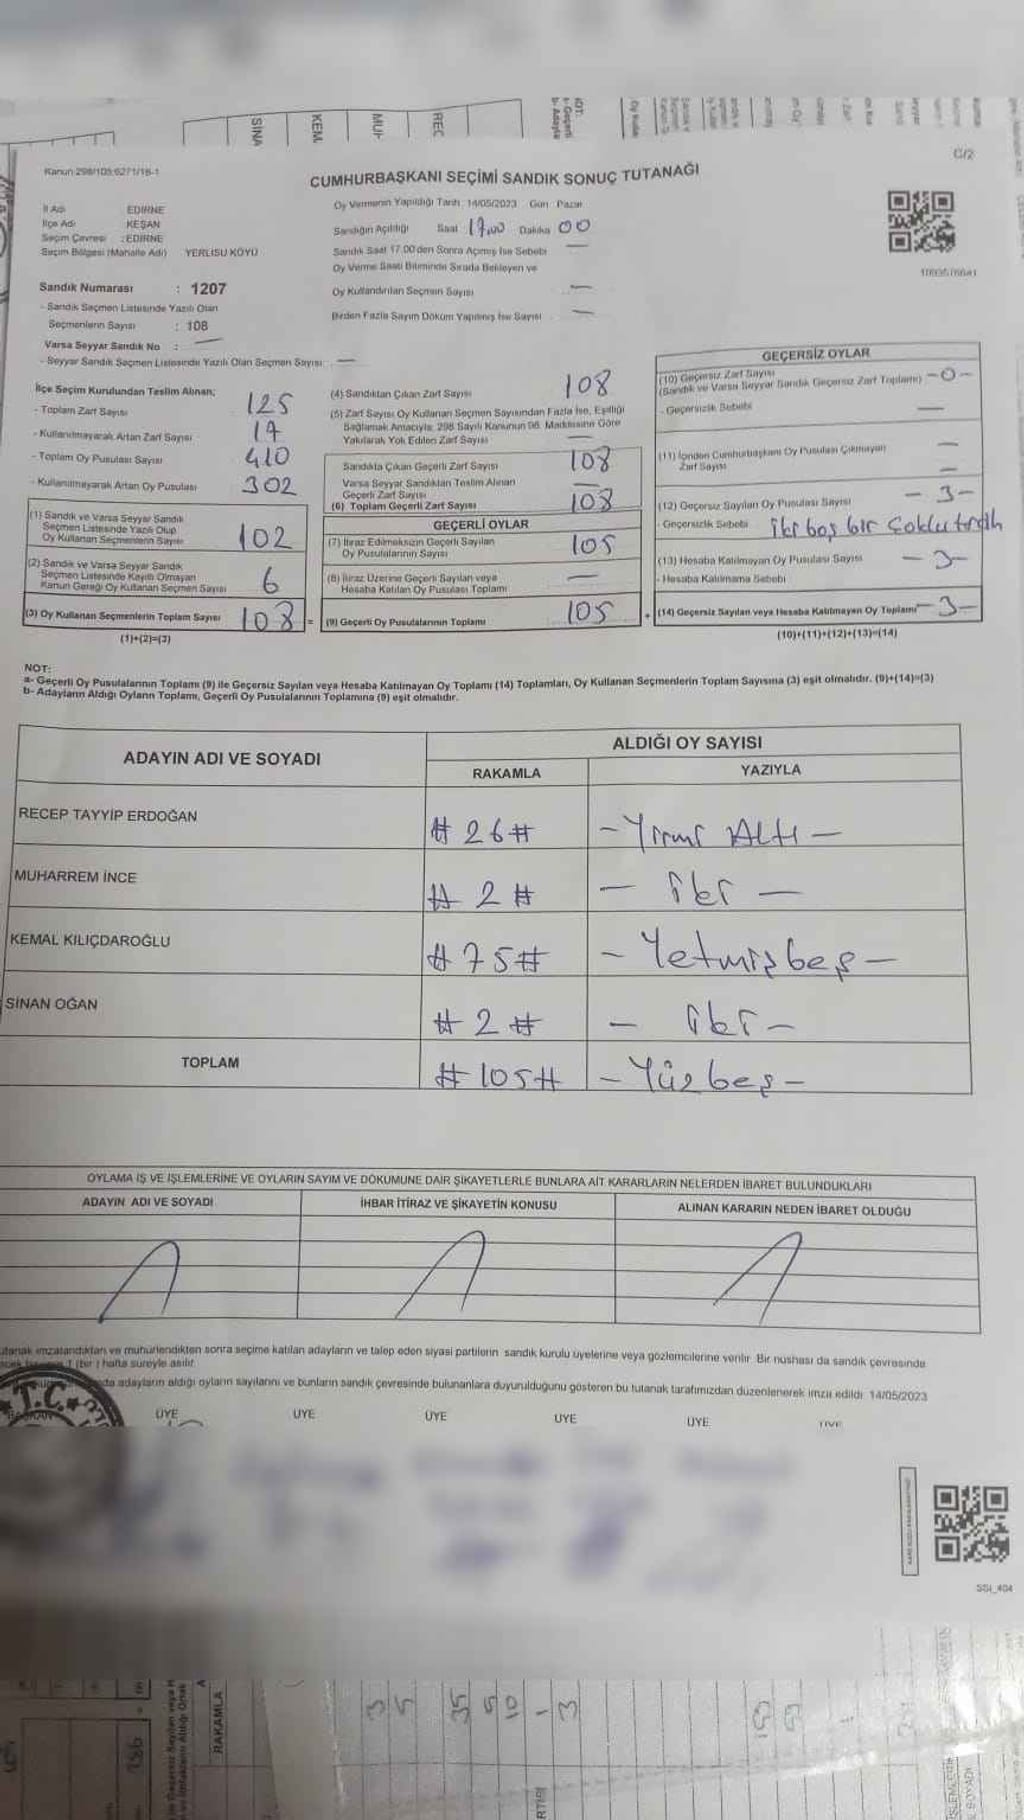 SINA
KEM.
MUH
REC
C/2
Kanun 298/105;6271/18-1
CUMHURBAŞKANI SEÇİMİ SANDIK SONUÇ TUTANAĞI
İl Adı EDİRNE
İlçe Adı KEŞAN
Seçim Çevresi : EDİRNE
Seçim Bölgesi (Mahalle Adı) YERLISU KÖYÜ
Oy Vermenin Yapıldığı Tarih 14/05/2023 Gün Pazar
Sandığın Açıldığı Saat 17.00 Dakika 00
Sandık Saat 17.00'den Sonra Açımış İse Sebebi —
Oy Verme Saati Bitiminde Sırada Bekleyen ve
Oy Kullandırılan Seçmen Sayısı —
Birden Fazla Sayım Döküm Yapılmış İse Sayısı —
Sandık Numarası : 1207
- Sandık Seçmen Listesinde Yazılı Olan
Seçmenlerin Sayısı : 108
Varsa Seyyar Sandık No : —
- Seyyar Sandık Seçmen Listesinde Yazılı Olan Seçmen Sayısı —
İlçe Seçim Kurulundan Teslim Alınan;
- Toplam Zarf Sayısı 125
- Kullanılmayarak Artan Zarf Sayısı 17
- Toplam Oy Pusulası Sayısı 410
- Kullanılmayarak Artan Oy Pusulası 302
(1) Sandık ve Varsa Seyyar Sandık
Seçmen Listesinde Yazılı Olup
Oy Kullanan Seçmenlerin Sayısı 102
(2) Sandık ve Varsa Seyyar Sandık
Seçmen Listesinde Kayıtlı Olmayan
Kanun Gereği Oy Kullanan Seçmen Sayısı 6
(3) Oy Kullanan Seçmenlerin Toplam Sayısı 108 =
(1)+(2)=(3)
(4) Sandıktan Çıkan Zarf Sayısı 108
(5) Zarf Sayısı Oy Kullanan Seçmen Sayısından Fazla İse, Eşitliği
Sağlamak Amacıyla, 298 Sayılı Kanunun 98. Maddesine Göre
Yakılarak Yok Edilen Zarf Sayısı —
Sandıkta Çıkan Geçerli Zarf Sayısı 108
Varsa Seyyar Sandıktan Teslim Alınan
Geçerli Zarf Sayısı —
(6) Toplam Geçerli Zarf Sayısı 108
GEÇERLİ OYLAR
(7) İtiraz Edilmeksizin Geçerli Sayılan
Oy Pusulalarının Sayısı 105
(8) İtiraz Üzerine Geçerli Sayılan veya
Hesaba Katılan Oy Pusulası Toplamı —
(9) Geçerli Oy Pusulalarının Toplamı 105 +
GEÇERSİZ OYLAR
(10) Geçersiz Zarf Sayısı
(Sandık ve Varsa Seyyar Sandık Geçersiz Zarf Toplamı) -0-
- Geçersizlik Sebebi —
(11) İçinden Cumhurbaşkanı Oy Pusulası Çıkmayan —
Zarf Sayısı —
(12) Geçersiz Sayılan Oy Pusulası Sayısı -3-
- Geçersizlik Sebebi iki boş bir çoklu tercih
(13) Hesaba Katılmayan Oy Pusulası Sayısı -3-
- Hesaba Katılmama Sebebi
(14) Geçersiz Sayılan veya Hesaba Katılmayan Oy Toplamı -3-
(10)+(11)+(12)+(13)=(14)
NOT:
a- Geçerli Oy Pusulalarının Toplamı (9) ile Geçersiz Sayılan veya Hesaba Katılmayan Oy Toplamı (14) Toplamları, Oy Kullanan Seçmenlerin Toplam Sayısına (3) eşit olmalıdır. (9)+(14)=(3)
b- Adayların Aldığı Oyların Toplamı, Geçerli Oy Pusulalarının Toplamına (9) eşit olmalıdır.
ADAYIN ADI VE SOYADI
ALDIĞI OY SAYISI
RAKAMLA YAZIYLA
RECEP TAYYİP ERDOĞAN # 26 # - Yirmi Altı -
MUHARREM İNCE # 2 # - iki -
KEMAL KILIÇDAROĞLU # 75 # - Yetmişbeş -
SİNAN OĞAN # 2 # - iki -
TOPLAM # 105 # - Yüzbeş -
OYLAMA İŞ VE İŞLEMLERİNE VE OYLARIN SAYIM VE DÖKÜMÜNE DAİR ŞİKAYETLERLE BUNLARA AİT KARARLARIN NELERDEN İBARET BULUNDUKLARI
ADAYIN ADI VE SOYADI İHBAR İTİRAZ VE ŞİKAYETİN KONUSU ALINAN KARARIN NEDEN İBARET OLDUĞU
utanak imzalandıktan ve mühürlendikten sonra seçime katılan adayların ve talep eden siyasi partilerin sandık kurulu üyelerine veya gözlemcilerine verilir. Bir nüshası da sandık çevresinde
1 (bir) hafta süreyle asılır.
adayların aldığı oyların sayılarını ve bunların sandık çevresinde bulunanlara duyurulduğunu gösteren bu tutanak tarafımızdan düzenlenerek imza edildi. 14/05/2023
T.C.
BAŞKAN ÜYE ÜYE ÜYE ÜYE ÜYE ÜYE
SSİ_404
RAKAMLA
3 5 35 5 10 - 3